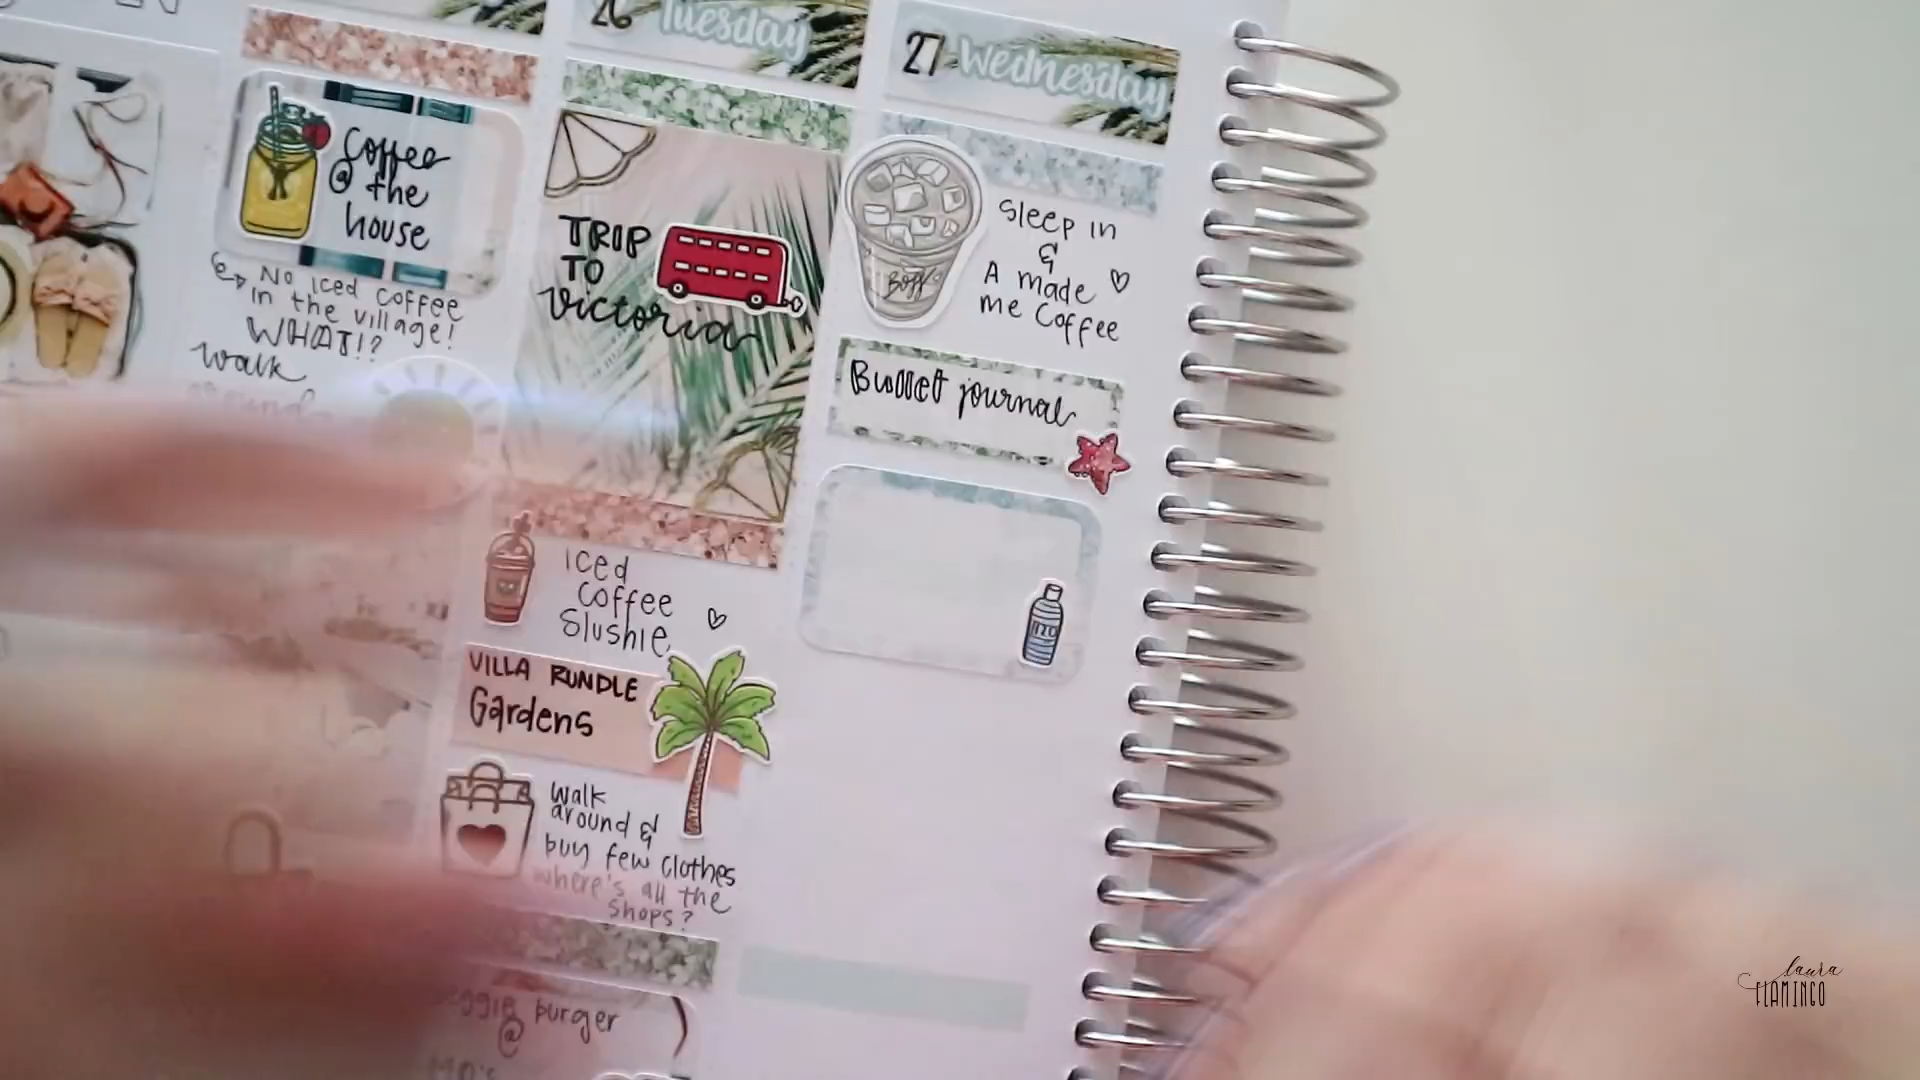 26 Tuesday
27 Wednesday
Coffee
@ the
house
No iced coffee
in the village!
WHAT!?
walk
TRIP
TO
victoria
Iced
Coffee
Slushie
VILLA RUNDLE
Gardens
walk
around &
buy few clothes
where's all the
shops?
burger
@
Sleep in
&
A made
me Coffee
Bullet journal
H2O
laura
FLAMINGO